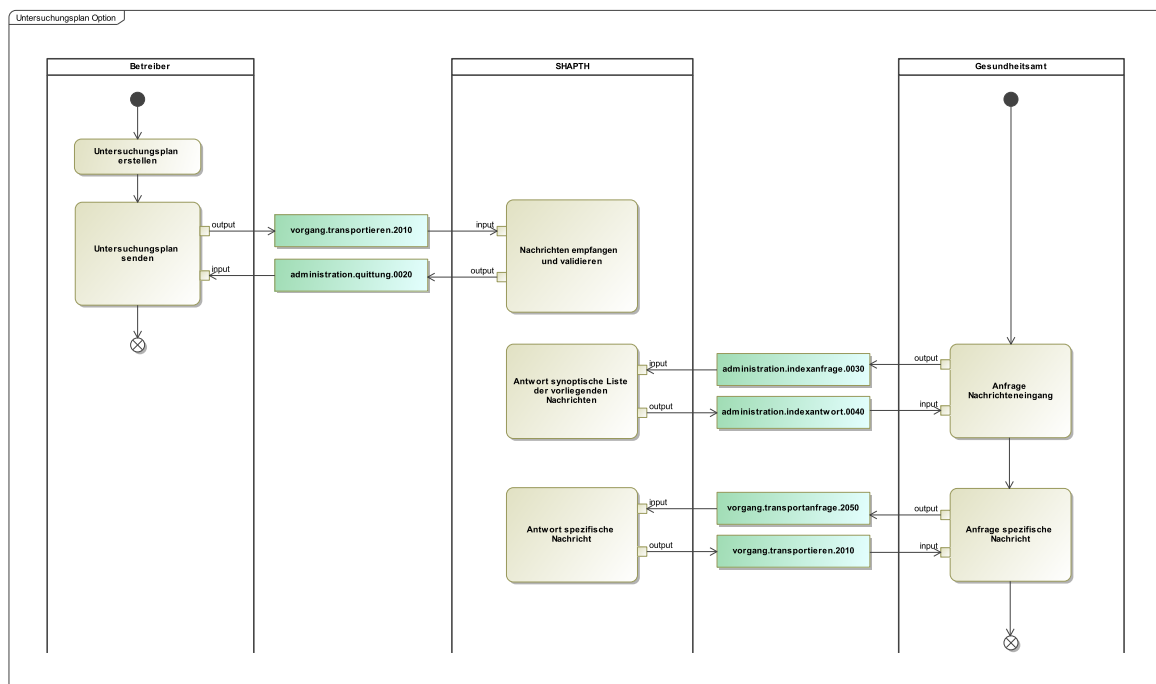 Untersuchungsplan Option
Betreiber
SHAPTH
Gesundheitsamt
Untersuchungsplan
erstellen
Untersuchungsplan
senden
output
input
vorgang.transportieren.2010
administration.quittung.0020
input
output
Nachrichten empfangen
und validieren
Antwort synoptische Liste
der vorliegenden
Nachrichten
input
output
administration.indexanfrage.0030
administration.indexantwort.0040
output
input
Anfrage
Nachrichteneingang
Antwort spezifische
Nachricht
input
output
vorgang.transportanfrage.2050
vorgang.transportieren.2010
output
input
Anfrage spezifische
Nachricht